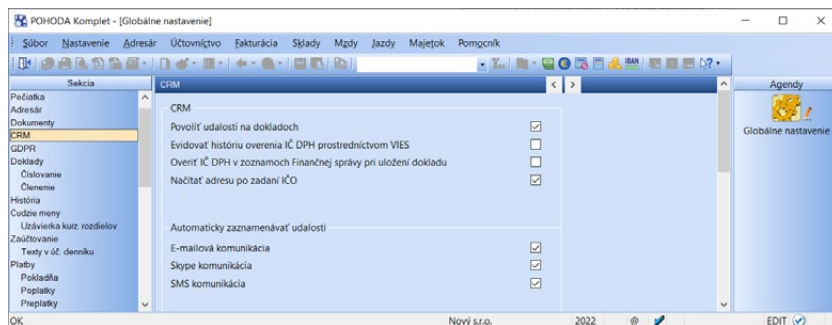 POHODA Komplet - [Globálne nastavenie]
Súbor Nastavenie Adresár Účtovníctvo Fakturácia Sklady Mzdy Jazdy Majetok Pomocník
IBAN
Sekcia
Pečiatka
Adresár
Dokumenty
CRM
GDPR
Doklady
Číslovanie
Členenie
História
Cudzie meny
Uzávierka kurz. rozdielov
Zaúčtovanie
Texty v úč. denníku
Platby
Pokladňa
Poplatky
Preplatky
CRM
CRM
Povoliť udalosti na dokladoch
Evidovať históriu overenia IČ DPH prostredníctvom VIES
Overiť IČ DPH v zoznamoch Finančnej správy pri uložení dokladu
Načítať adresu po zadaní IČO
Automaticky zaznamenávať udalosti
E-mailová komunikácia
Skype komunikácia
SMS komunikácia
Agendy
Globálne nastavenie
OK Nový s.r.o. 2022 @ EDIT